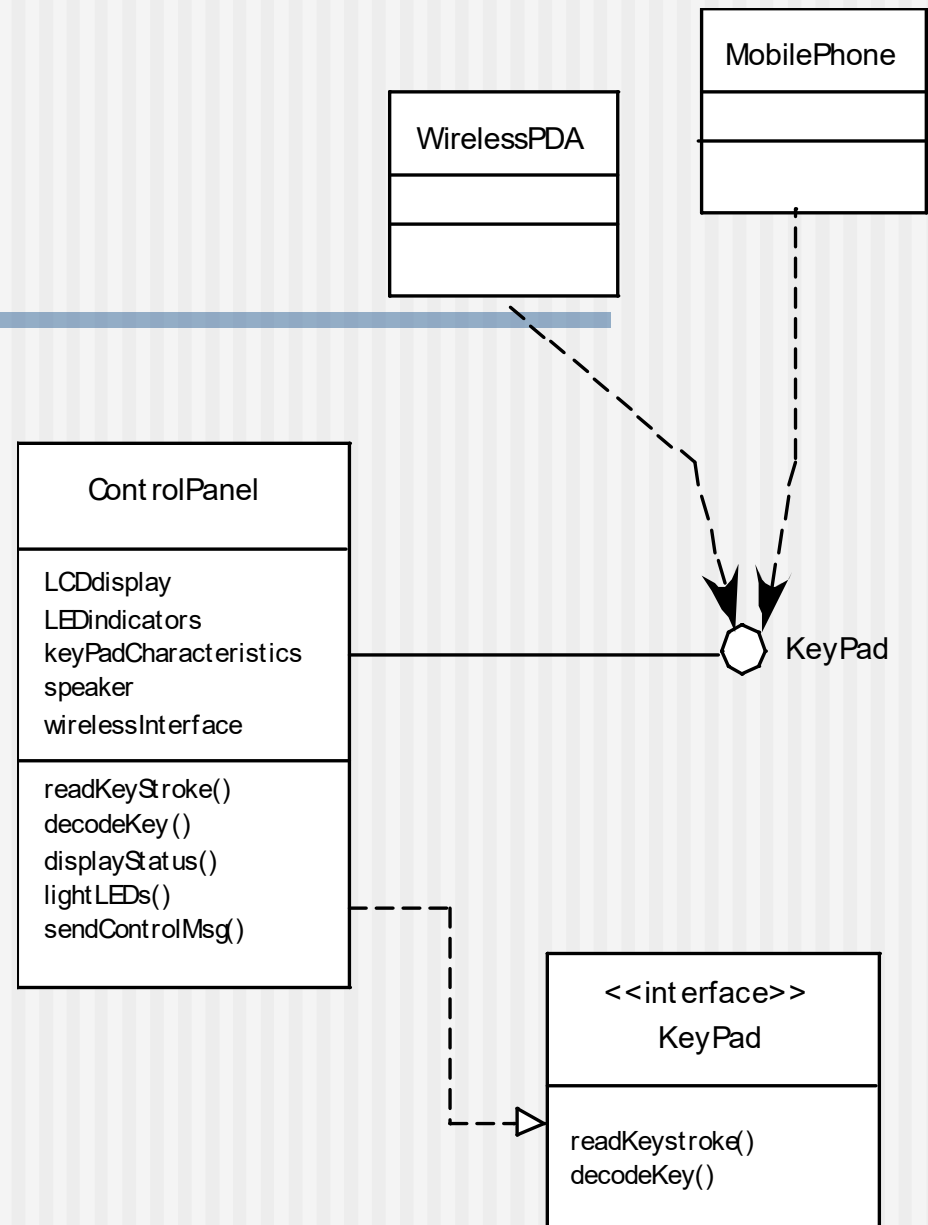 MobilePhone
WirelessPDA
ControlPanel
LCDdisplay
LEDindicators
keyPadCharacteristics
speaker
wirelessInterface
KeyPad
readKeyStroke()
decodeKey()
displayStatus()
lightLEDs()
sendControlMsg()
<<interface>>
KeyPad
readKeystroke()
decodeKey()